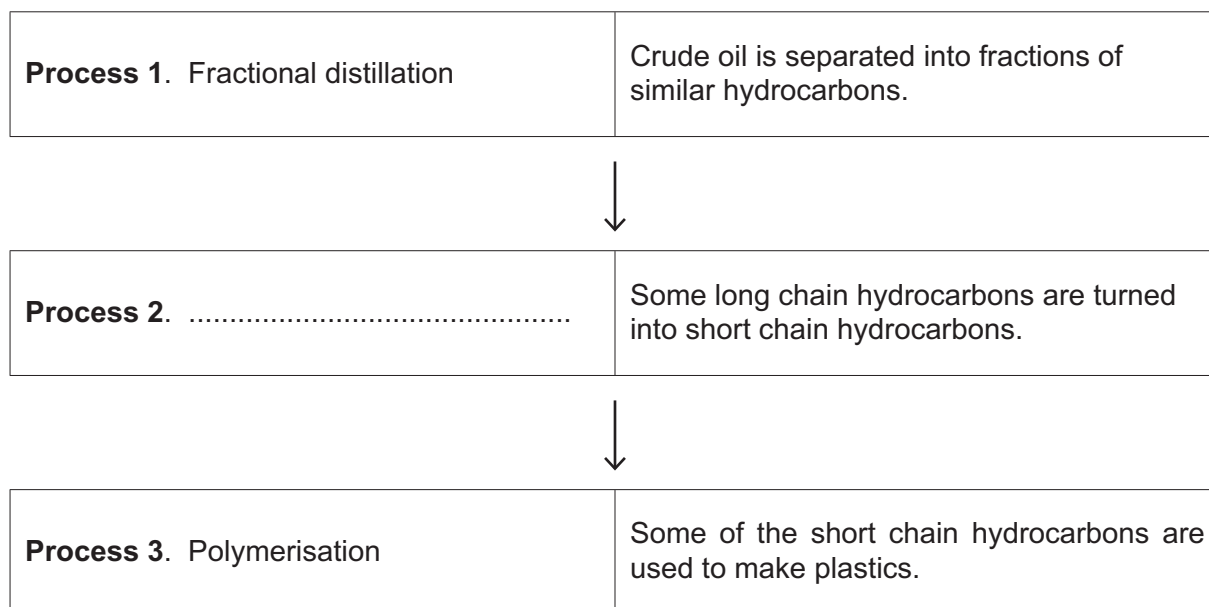 Process 1. Fractional distillation
Crude oil is separated into fractions of
similar hydrocarbons.
Process 2. ..............................................
Some long chain hydrocarbons are turned
into short chain hydrocarbons.
Process 3. Polymerisation
Some of the short chain hydrocarbons are
used to make plastics.